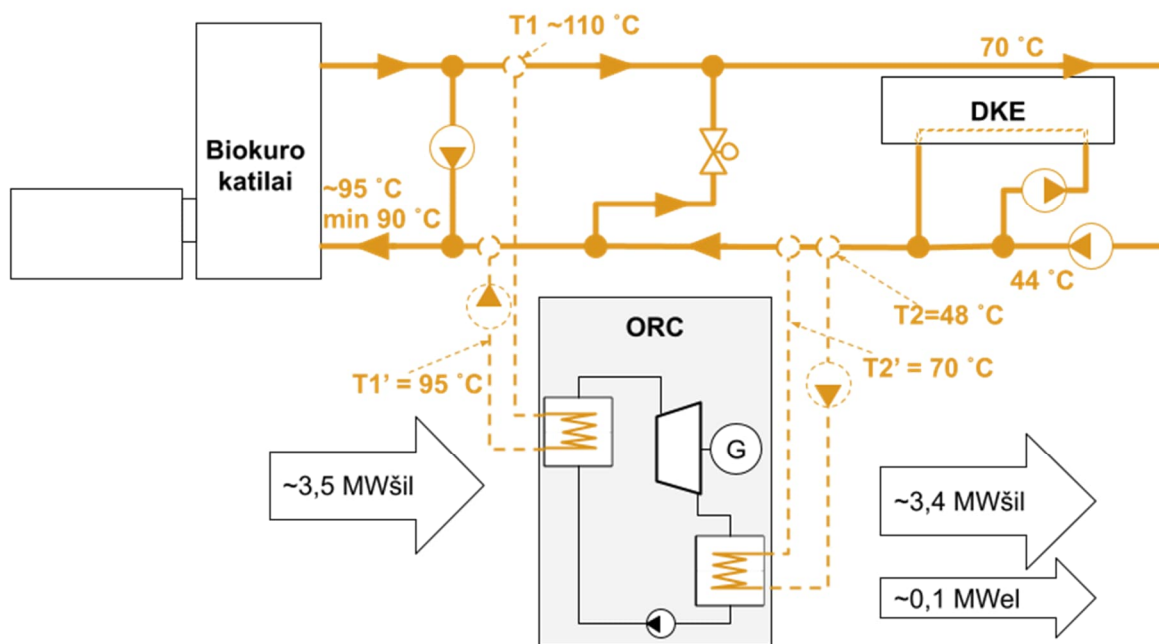 T1 ~110 ˚C
70 ˚C
DKE
Biokuro
katilai
~95 ˚C
min 90 ˚C
44 ˚C
ORC
T2=48 ˚C
T1’ = 95 ˚C
T2’ = 70 ˚C
G
~3,5 MWšil
~3,4 MWšil
~0,1 MWel